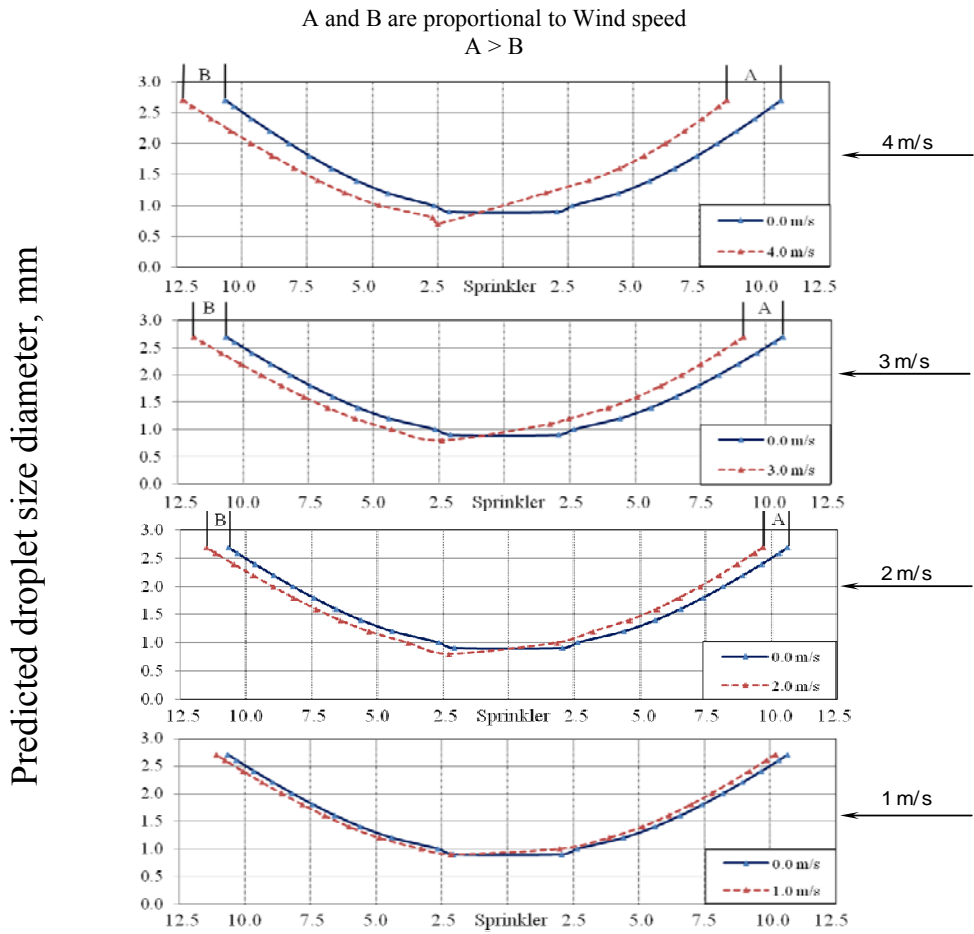 A and B are proportional to Wind speed
A > B
Predicted droplet size diameter, mm
B A
3.0
2.5
2.0
1.5
1.0
0.5
0.0
12.5 10.0 7.5 5.0 2.5 Sprinkler 2.5 5.0 7.5 10.0 12.5
0.0 m/s
4.0 m/s
4 m/s
B A
3.0
2.5
2.0
1.5
1.0
0.5
0.0
12.5 10.0 7.5 5.0 2.5 Sprinkler 2.5 5.0 7.5 10.0 12.5
0.0 m/s
3.0 m/s
3 m/s
B A
3.0
2.5
2.0
1.5
1.0
0.5
0.0
12.5 10.0 7.5 5.0 2.5 Sprinkler 2.5 5.0 7.5 10.0 12.5
0.0 m/s
2.0 m/s
2 m/s
3.0
2.5
2.0
1.5
1.0
0.5
0.0
12.5 10.0 7.5 5.0 2.5 Sprinkler 2.5 5.0 7.5 10.0 12.5
0.0 m/s
1.0 m/s
1 m/s